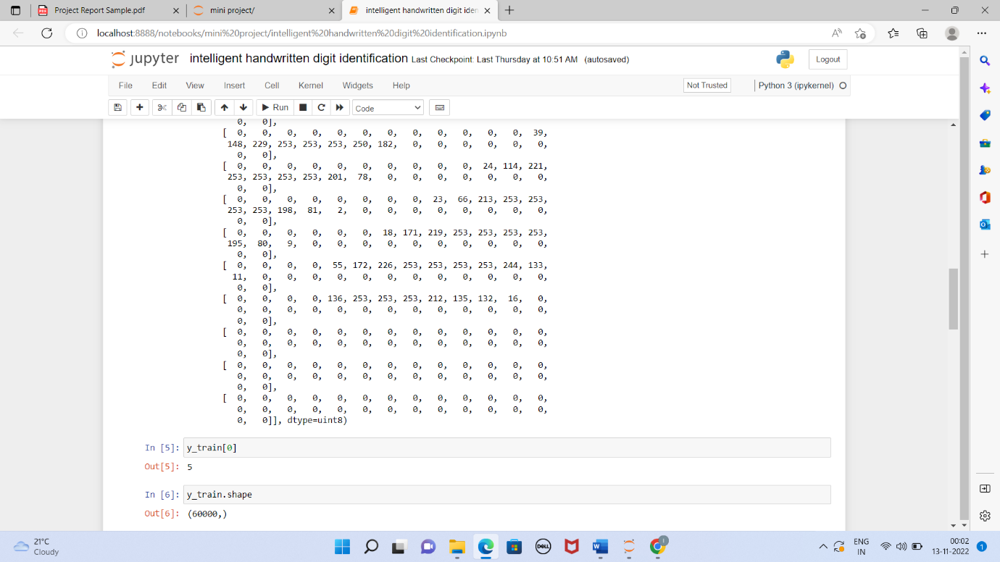 Project Report Sample.pdf
mini project/
intelligent handwritten digit iden
localhost:8888/notebooks/mini%20project/intelligent%20handwritten%20digit%20identification.ipynb
jupyter intelligent handwritten digit identification Last Checkpoint: Last Thursday at 10:51 AM (autosaved)
Logout
File Edit View Insert Cell Kernel Widgets Help
Not Trusted
Python 3 (ipykernel)
Run
Code
0, 0],
[ 0, 0, 0, 0, 0, 0, 0, 0, 0, 0, 0, 0, 39,
148, 229, 253, 253, 253, 250, 182, 0, 0, 0, 0, 0, 0,
0, 0],
[ 0, 0, 0, 0, 0, 0, 0, 0, 0, 0, 24, 114, 221,
253, 253, 253, 253, 201, 78, 0, 0, 0, 0, 0, 0, 0,
0, 0],
[ 0, 0, 0, 0, 0, 0, 0, 0, 23, 66, 213, 253, 253,
253, 253, 198, 81, 2, 0, 0, 0, 0, 0, 0, 0, 0,
0, 0],
[ 0, 0, 0, 0, 0, 0, 18, 171, 219, 253, 253, 253, 253,
195, 80, 9, 0, 0, 0, 0, 0, 0, 0, 0, 0, 0,
0, 0],
[ 0, 0, 0, 0, 55, 172, 226, 253, 253, 253, 253, 244, 133,
11, 0, 0, 0, 0, 0, 0, 0, 0, 0, 0, 0, 0,
0, 0],
[ 0, 0, 0, 0, 136, 253, 253, 253, 212, 135, 132, 16, 0,
0, 0, 0, 0, 0, 0, 0, 0, 0, 0, 0, 0, 0,
0, 0],
[ 0, 0, 0, 0, 0, 0, 0, 0, 0, 0, 0, 0, 0,
0, 0, 0, 0, 0, 0, 0, 0, 0, 0, 0, 0, 0,
0, 0],
[ 0, 0, 0, 0, 0, 0, 0, 0, 0, 0, 0, 0, 0,
0, 0, 0, 0, 0, 0, 0, 0, 0, 0, 0, 0, 0,
0, 0],
[ 0, 0, 0, 0, 0, 0, 0, 0, 0, 0, 0, 0, 0,
0, 0, 0, 0, 0, 0, 0, 0, 0, 0, 0, 0, 0,
0, 0]], dtype=uint8)
In [5]: y_train[0]
Out[5]: 5
In [6]: y_train.shape
Out[6]: (60000,)
21°C
Cloudy
DELL
W
ENG
IN
00:02
13-11-2022
1